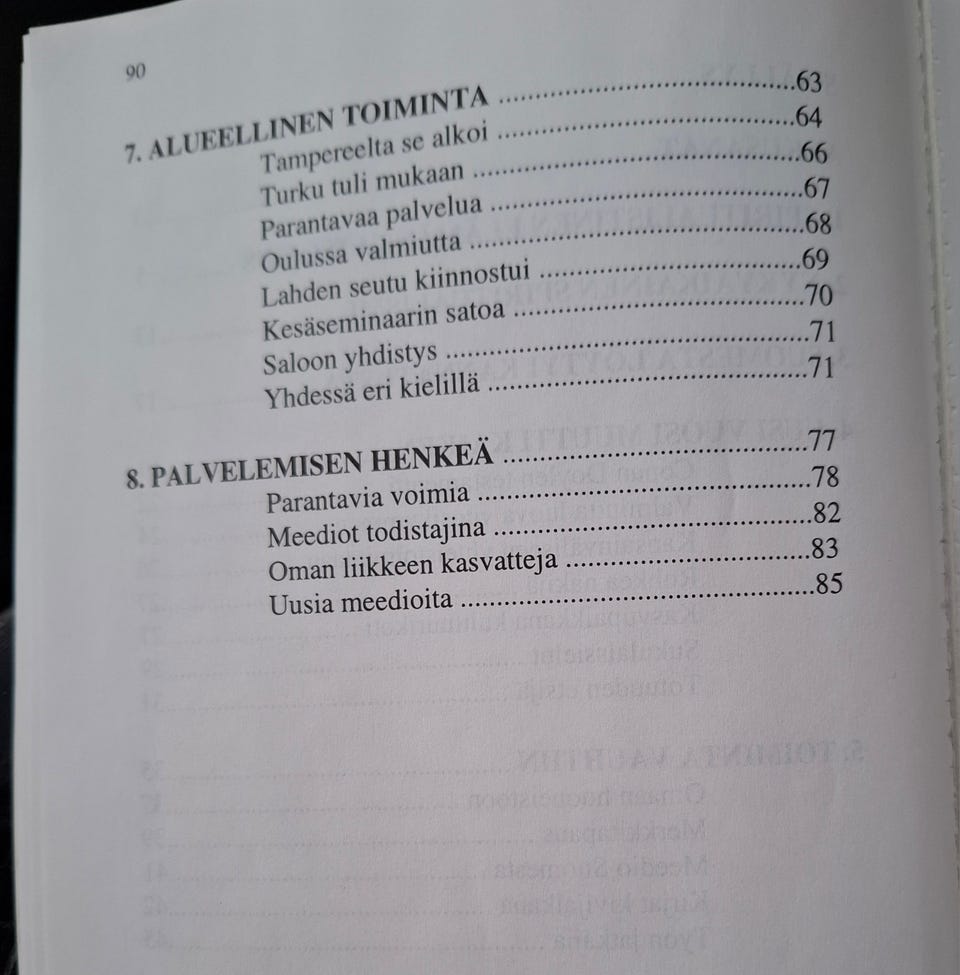 90
7. ALUEELLINEN TOIMINTA ........................................63
Tampereelta se alkoi ........................................64
Turku tuli mukaan ........................................66
Parantavaa palvelua ........................................67
Oulussa valmiutta ........................................68
Lahden seutu kiinnostui ........................................69
Kesäseminaarin satoa ........................................70
Saloon yhdistys ........................................71
Yhdessä eri kielillä ........................................71
8. PALVELEMISEN HENKEÄ ........................................77
Parantavia voimia ........................................78
Meediot todistajina ........................................82
Oman liikkeen kasvatteja ........................................83
Uusia meedioita ........................................85